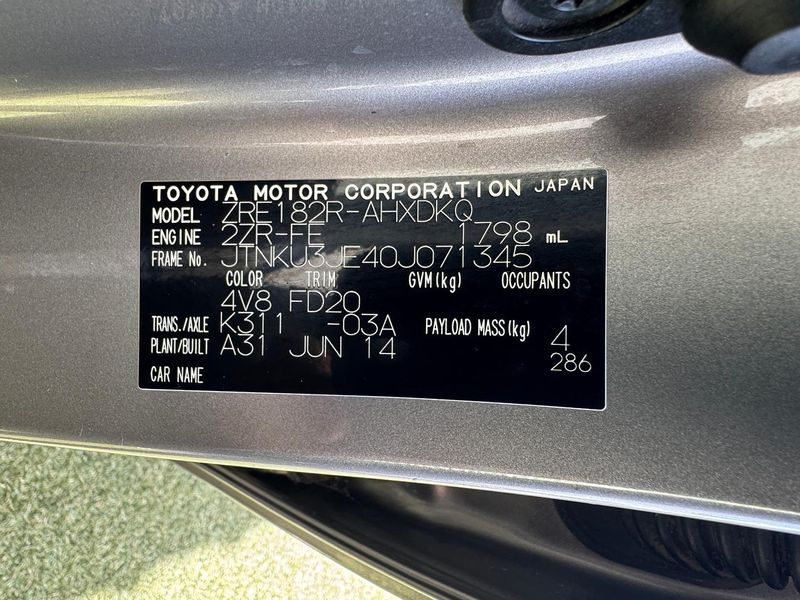 TOYOTA MOTOR CORPORATION JAPAN
MODEL ZRE182R-AHXDKQ
ENGINE 2ZR-FE 1798 mL
FRAME No. JTNKU3JE40J071345
COLOR TRIM GVM(kg) OCCUPANTS
4V8 FD20
TRANS./AXLE K311 -03A PAYLOAD MASS(kg) 4
PLANT/BUILT A31 JUN 14 286
CAR NAME